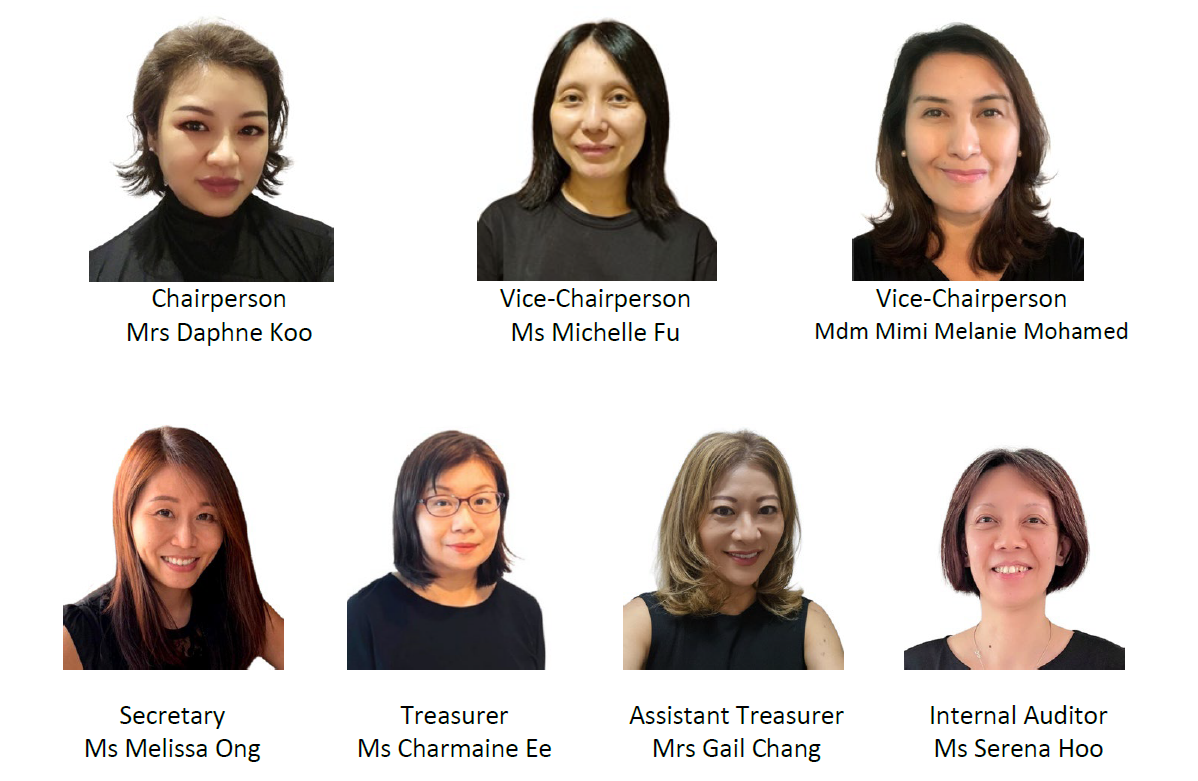 Chairperson
Mrs Daphne Koo
Vice-Chairperson
Ms Michelle Fu
Vice-Chairperson
Mdm Mimi Melanie Mohamed
Secretary
Ms Melissa Ong
Treasurer
Ms Charmaine Ee
Assistant Treasurer
Mrs Gail Chang
Internal Auditor
Ms Serena Hoo